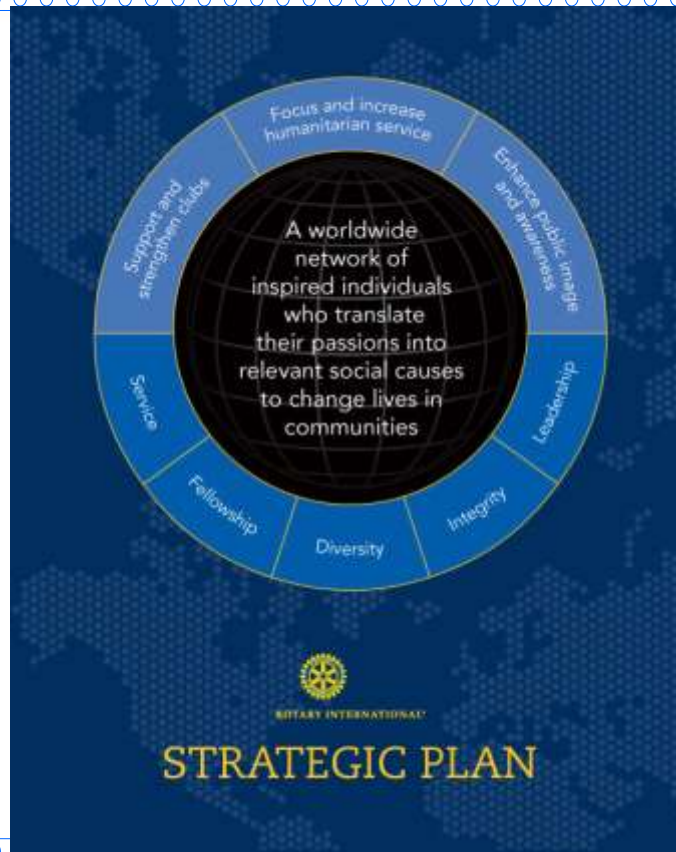 Focus and increase
humanitarian service
Support and
strengthen clubs
Enhance public image
and awareness
A worldwide
network of
inspired individuals
who translate
their passions into
relevant social causes
to change lives in
communities
Service
Fellowship
Diversity
Integrity
Leadership
ROTARY INTERNATIONAL®
STRATEGIC PLAN